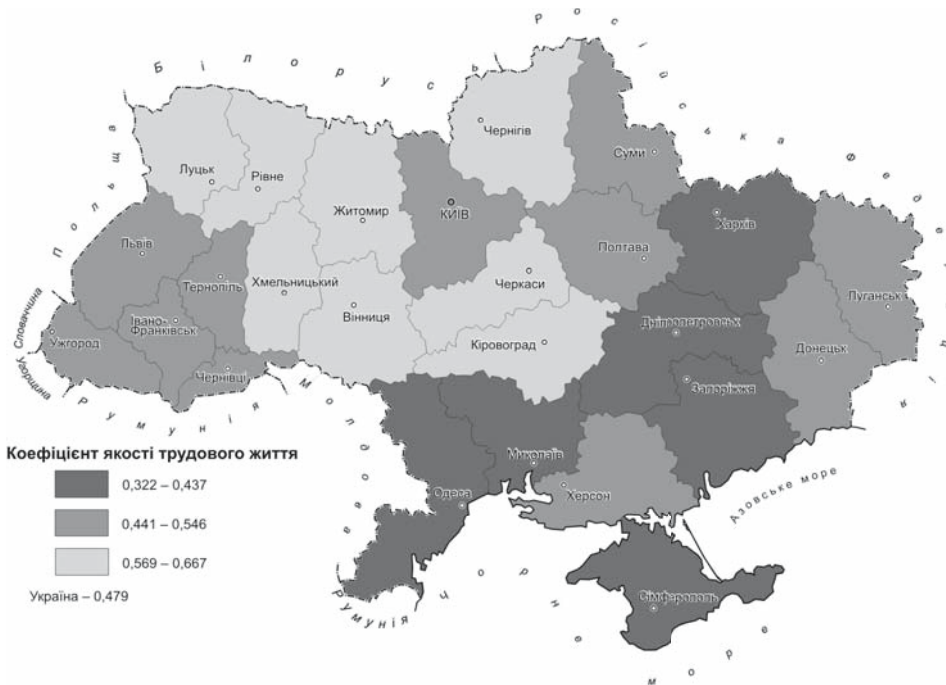 Білорусь
Російська Федерація
Польща
Словаччина
Угорщина
Румунія
Молдова
Румунія
Чорне море
Азовське море
Чернігів
Суми
Луцьк
Рівне
Житомир
КИЇВ
Харків
Львів
Полтава
Тернопіль
Хмельницький
Черкаси
Луганськ
Вінниця
Івано-
Франківськ
Ужгород
Дніпропетровськ
Кіровоград
Донецьк
Чернівці
Запоріжжя
Миколаїв
Херсон
Одеса
Сімферополь
Коефіцієнт якості трудового життя
0,322 – 0,437
0,441 – 0,546
0,569 – 0,667
Україна – 0,479